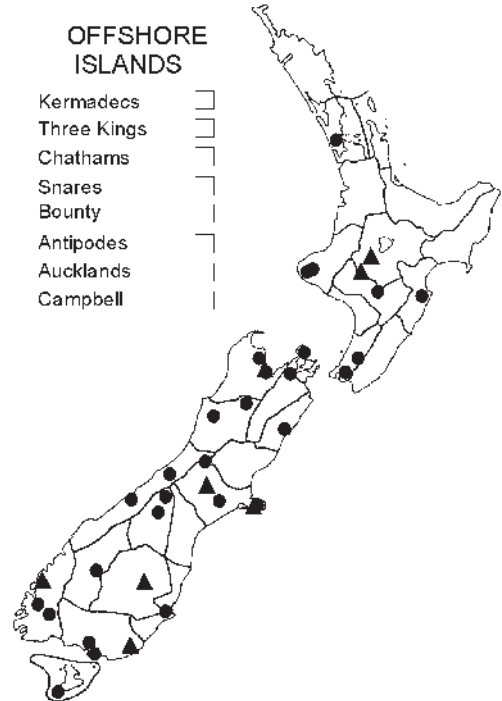 OFFSHORE
ISLANDS
Kermadecs
Three Kings
Chathams
Snares
Bounty
Antipodes
Aucklands
Campbell